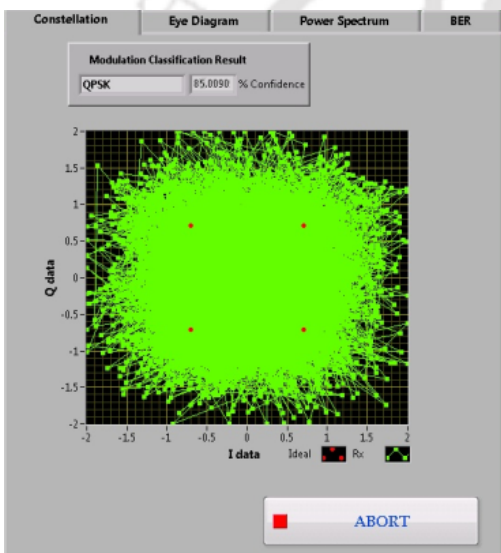 Constellation Eye Diagram Power Spectrum BER
Modulation Classification Result
QPSK 85.0090 % Confidence
2
1.5
1
0.5
0
-0.5
-1
-1.5
-2
Q data
-2 -1.5 -1 -0.5 0 0.5 1 1.5 2
I data Ideal Rx
ABORT